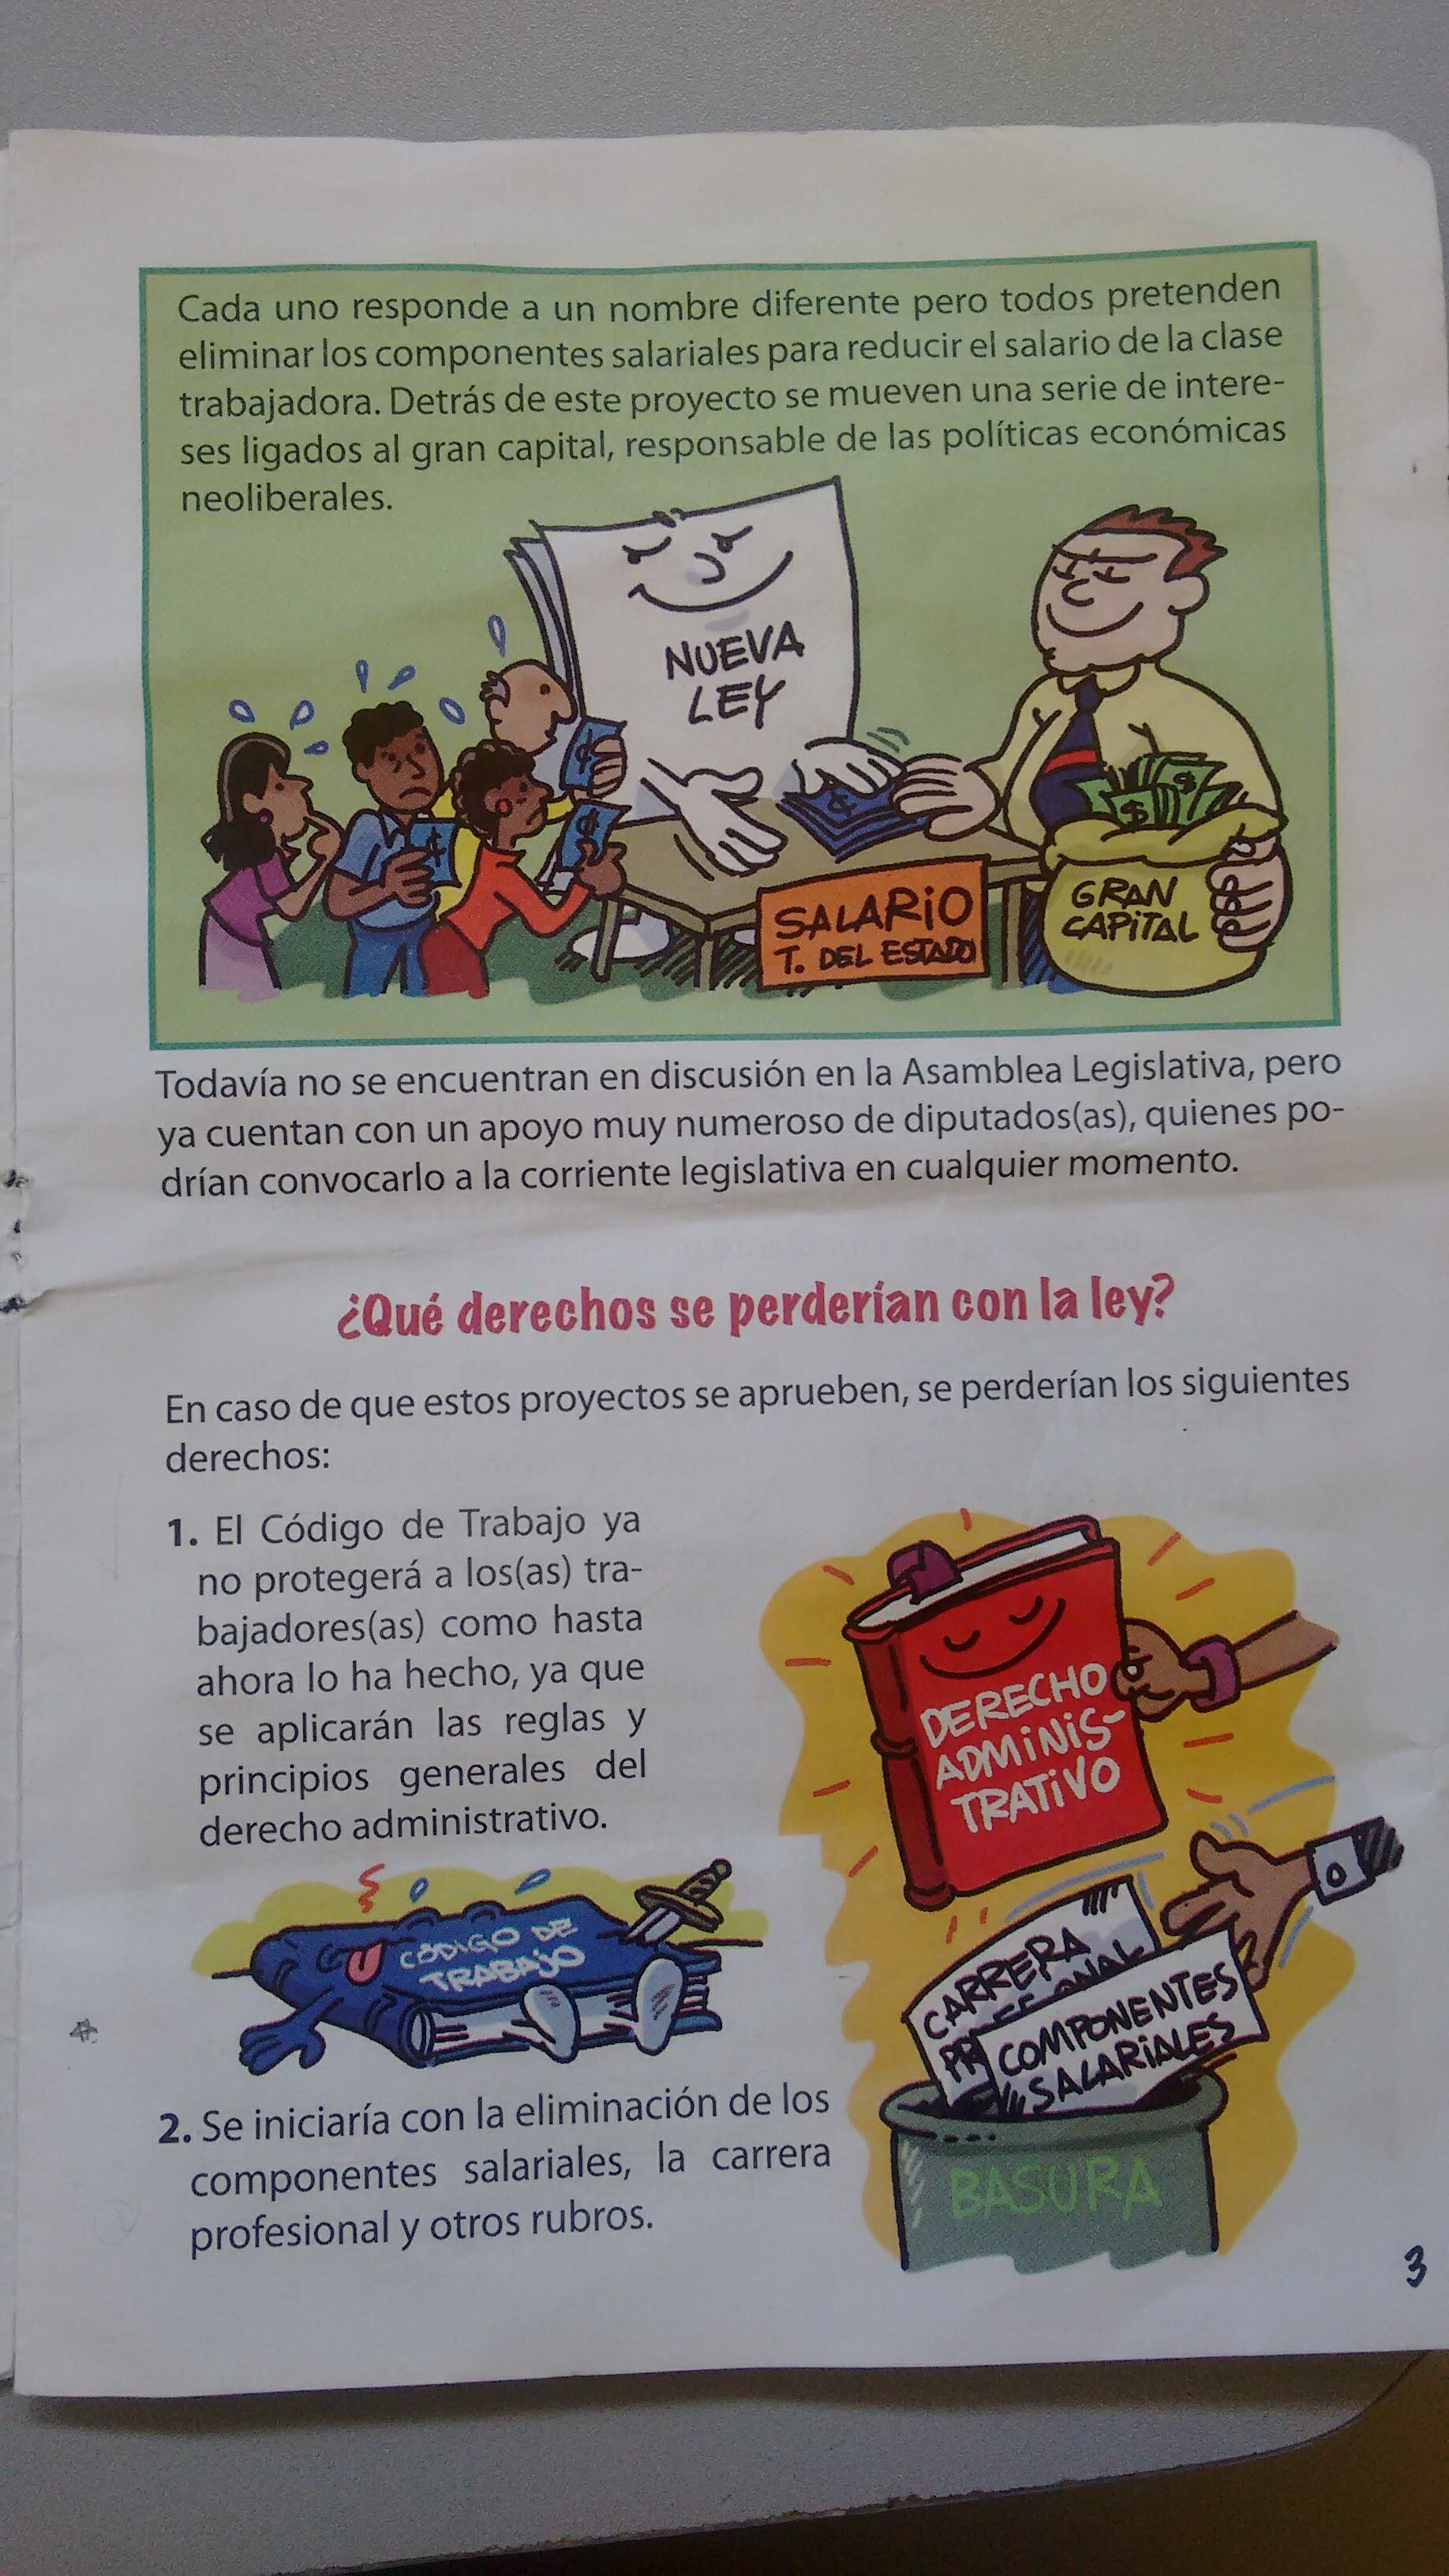 Cada uno responde a un nombre diferente pero todos pretenden
eliminar los componentes salariales para reducir el salario de la clase
trabajadora. Detrás de este proyecto se mueven una serie de intere-
ses ligados al gran capital, responsable de las políticas económicas
neoliberales.
NUEVA
LEY
SALARIO
T. DEL ESTADO
GRAN
CAPITAL
Todavía no se encuentran en discusión en la Asamblea Legislativa, pero
ya cuentan con un apoyo muy numeroso de diputados(as), quienes po-
drían convocarlo a la corriente legislativa en cualquier momento.
¿Qué derechos se perderían con la ley?
En caso de que estos proyectos se aprueben, se perderían los siguientes
derechos:
1. El Código de Trabajo ya
no protegerá a los(as) tra-
bajadores(as) como hasta
ahora lo ha hecho, ya que
se aplicarán las reglas y
principios generales del
derecho administrativo.
DERECHO
ADMINIS-
TRATIVO
CÓDIGO DE
TRABAJO
CARRERA
COMPONENTES
SALARIALES
BASURA
2. Se iniciaría con la eliminación de los
componentes salariales, la carrera
profesional y otros rubros.
3